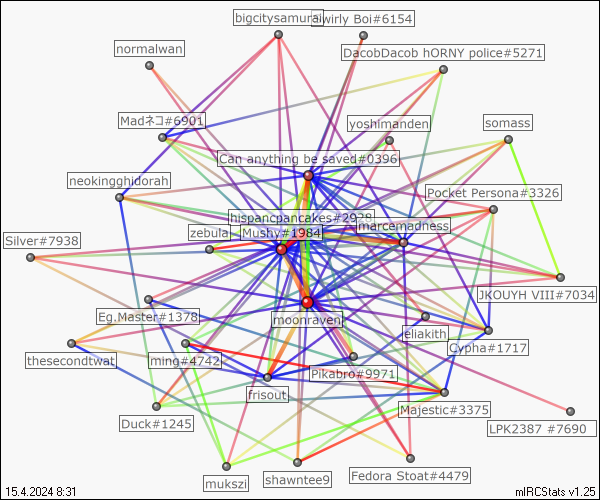 bigcitysamurai
wirly Boi#6154
normalwan
DacobDacob hORNY police#5271
Madネコ#6901
yoshimanden
somass
Can anything be saved#0396
neokingghidorah
Pocket Persona#3326
hispancpancakes#2928
zebula
Mushy#1984
marcemadness
Silver#7938
JKOUYH VIII#7034
Eg.Master#1378
moonraven
eliakith
Cypha#1717
thesecondtwat
ming#4742
Pikabro#9971
frisout
Majestic#3375
Duck#1245
LPK2387 #7690
mukszi
shawntee9
Fedora Stoat#4479
15.4.2024 8:31
mIRCStats v1.25